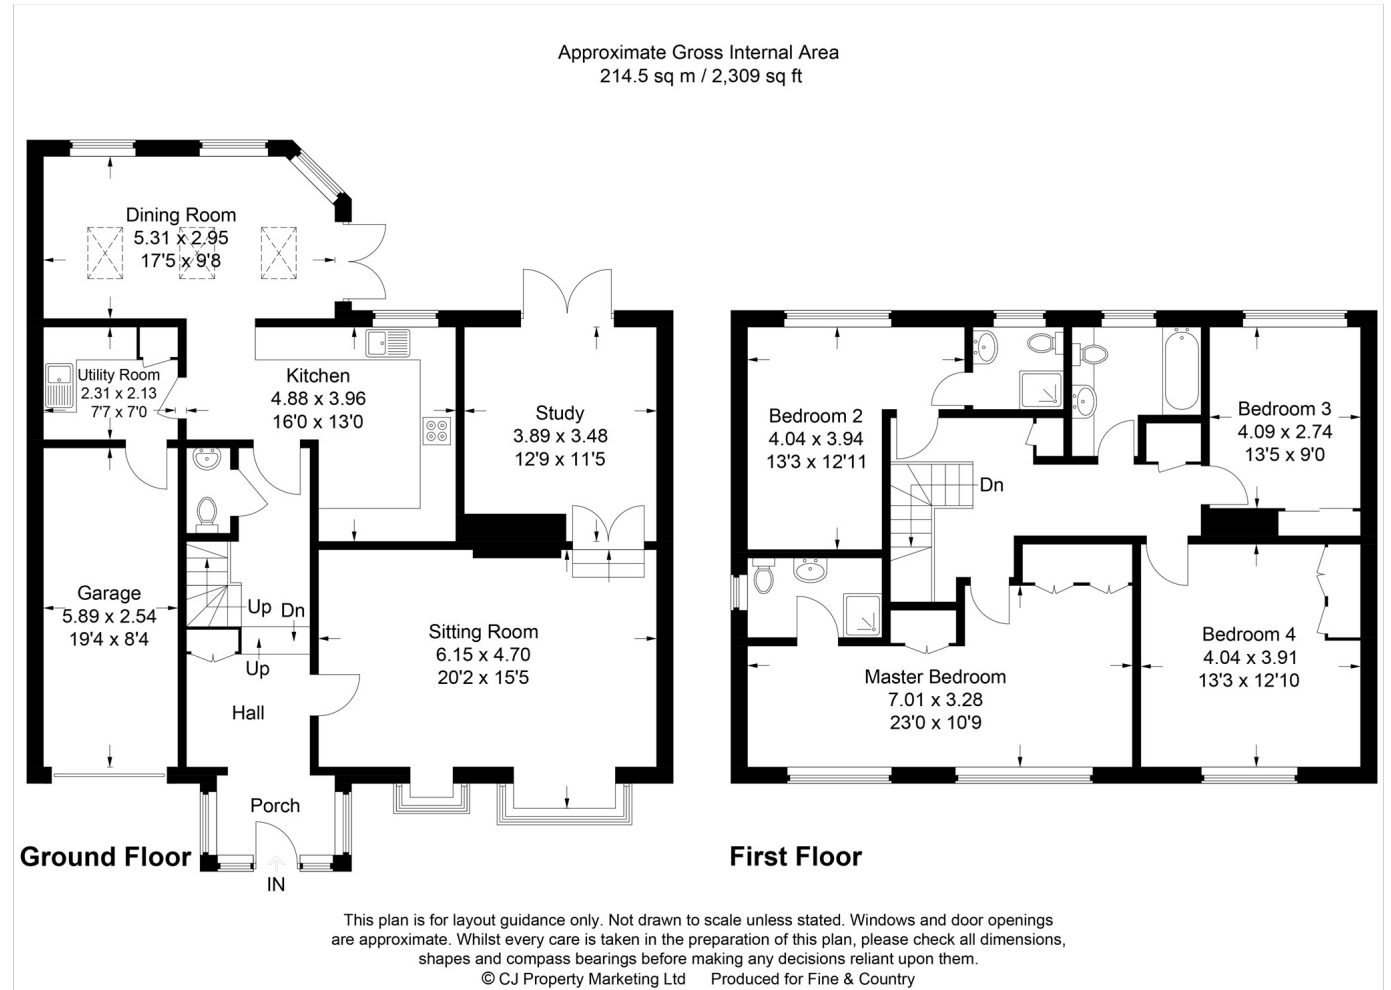 Approximate Gross Internal Area
214.5 sq m / 2,309 sq ft
Dining Room
5.31 x 2.95
17'5 x 9'8
Utility Room
2.31 x 2.13
7'7 x 7'0
Kitchen
4.88 x 3.96
16'0 x 13'0
Study
3.89 x 3.48
12'9 x 11'5
Garage
5.89 x 2.54
19'4 x 8'4
Up
Dn
Up
Hall
Sitting Room
6.15 x 4.70
20'2 x 15'5
Porch
IN
Ground Floor
Bedroom 2
4.04 x 3.94
13'3 x 12'11
Dn
Bedroom 3
4.09 x 2.74
13'5 x 9'0
Master Bedroom
7.01 x 3.28
23'0 x 10'9
Bedroom 4
4.04 x 3.91
13'3 x 12'10
First Floor
This plan is for layout guidance only. Not drawn to scale unless stated. Windows and door openings
are approximate. Whilst every care is taken in the preparation of this plan, please check all dimensions,
shapes and compass bearings before making any decisions reliant upon them.
© CJ Property Marketing Ltd Produced for Fine & Country